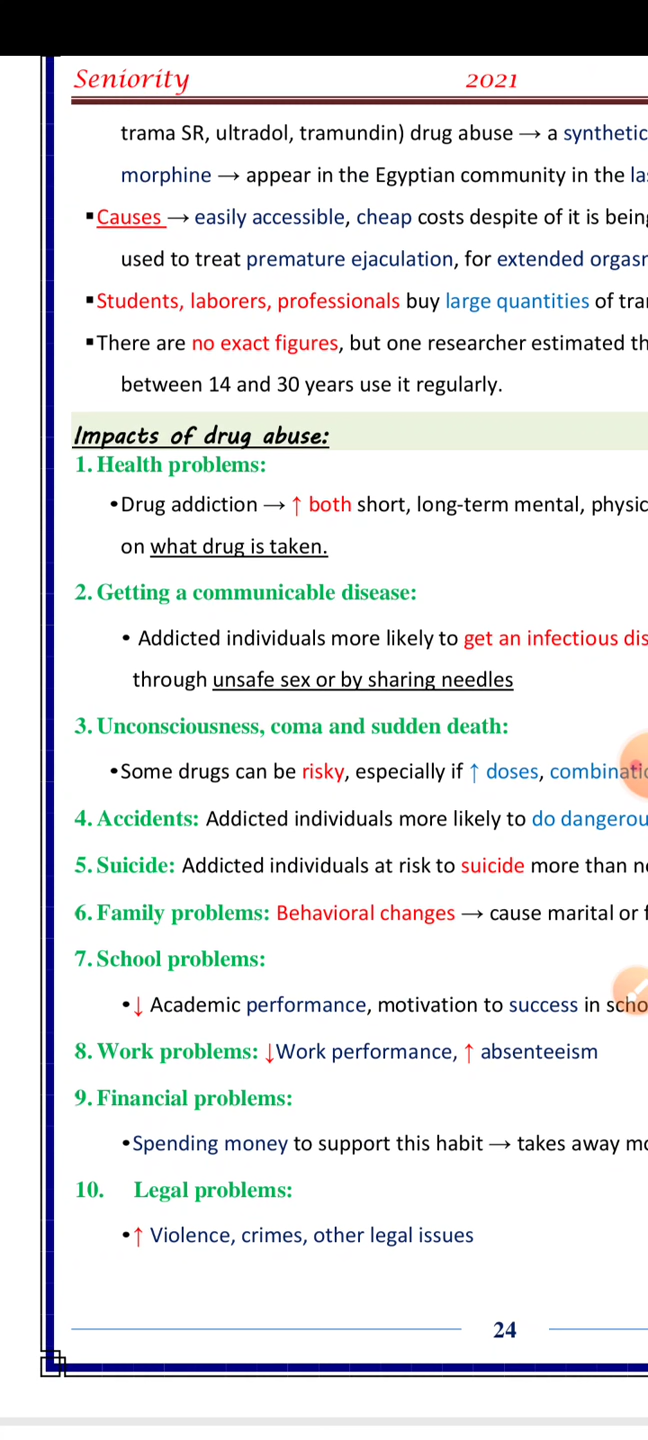 Seniority 2021
trama SR, ultradol, tramundin) drug abuse → a synthetic
morphine → appear in the Egyptian community in the
▪Causes → easily accessible, cheap costs despite of it is
used to treat premature ejaculation, for extended
▪Students, laborers, professionals buy large quantities of
▪There are no exact figures, but one researcher estimated
between 14 and 30 years use it regularly.
Impacts of drug abuse:
1. Health problems:
•Drug addiction → ↑ both short, long-term mental,
on what drug is taken.
2. Getting a communicable disease:
• Addicted individuals more likely to get an infectious
through unsafe sex or by sharing needles
3. Unconsciousness, coma and sudden death:
•Some drugs can be risky, especially if ↑ doses,
4. Accidents: Addicted individuals more likely to do
5. Suicide: Addicted individuals at risk to suicide more than
6. Family problems: Behavioral changes → cause marital or
7. School problems:
•↓ Academic performance, motivation to success in
8. Work problems: ↓Work performance, ↑ absenteeism
9. Financial problems:
•Spending money to support this habit → takes away
10. Legal problems:
•↑ Violence, crimes, other legal issues
24